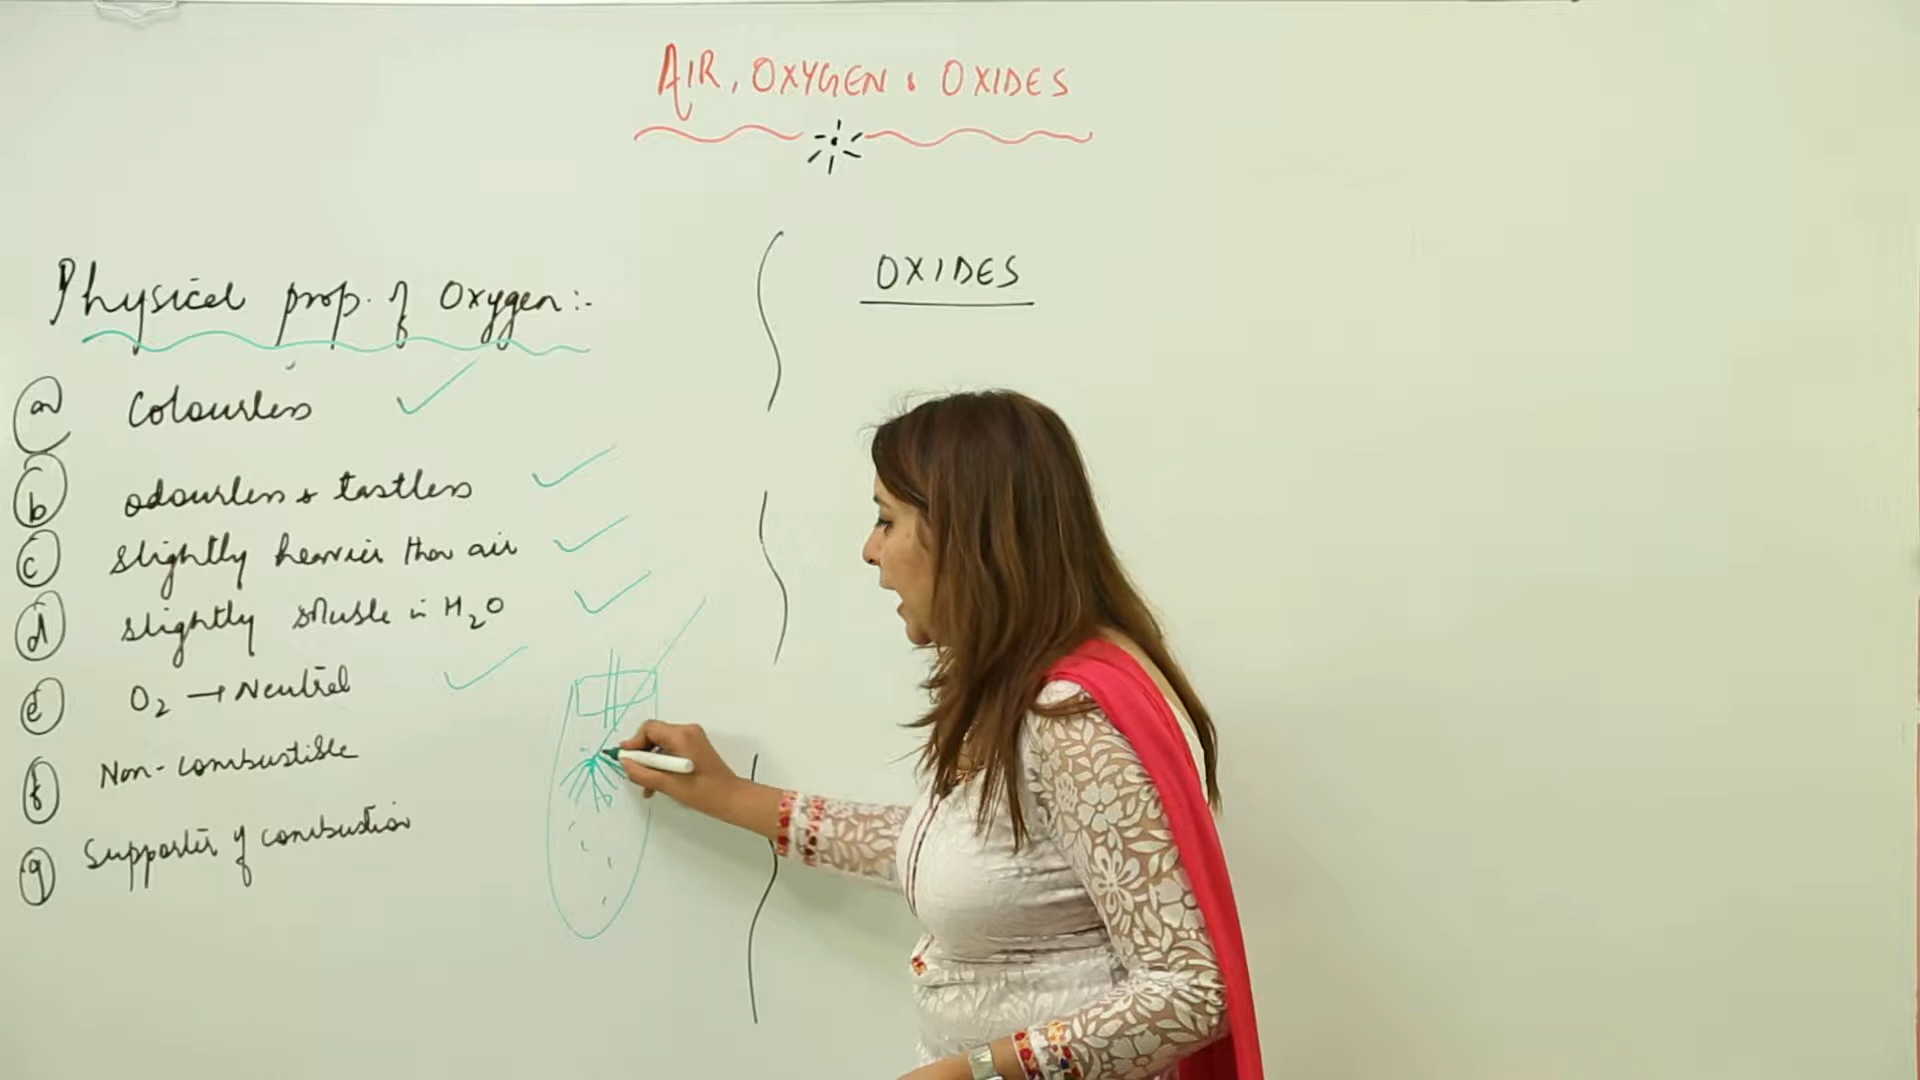 AIR, OXYGEN & OXIDES
Physical prop. of Oxygen:-
OXIDES
a Colourless
b odourless & tastless
c slightly heavier than air
d slightly soluble in H₂O
e O₂ → Neutral
f Non-combustible
g Supporter of combustion